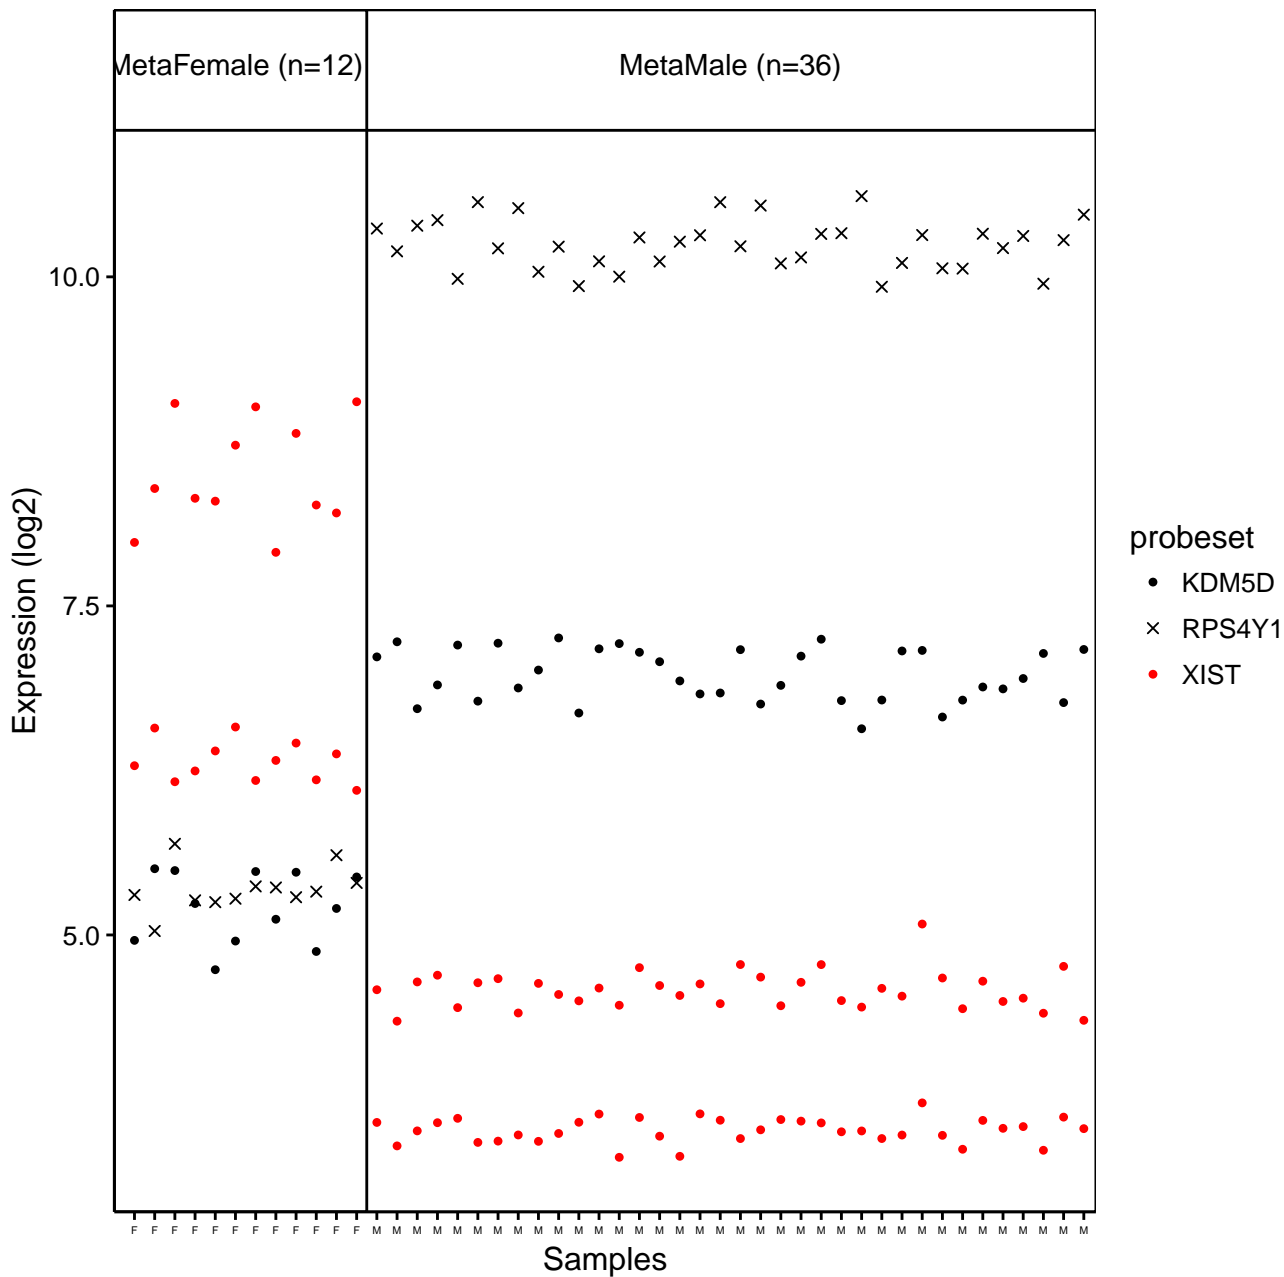 MetaFemale (n=12)
MetaMale (n=36)
10.0
7.5
5.0
Expression (log2)
F F F F F F F F F F F F M M M M M M M M M M M M M M M M M M M M M M M M M M M M M M M M M M M M
Samples
probeset
KDM5D
RPS4Y1
XIST